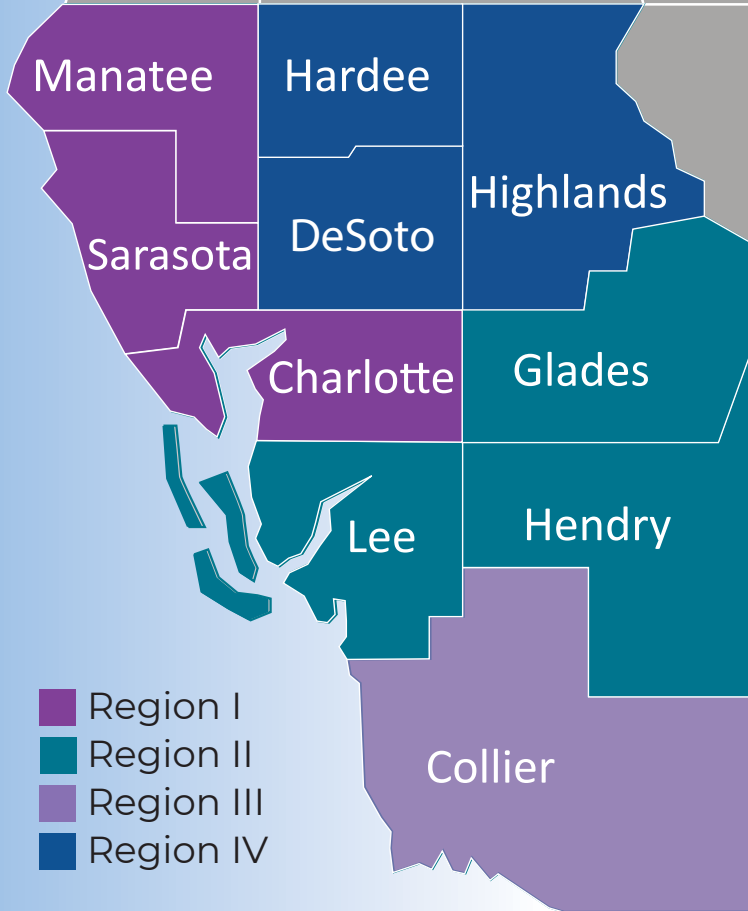 Manatee
Hardee
Highlands
DeSoto
Sarasota
Charlotte
Glades
Lee
Hendry
Collier
Region I
Region II
Region III
Region IV